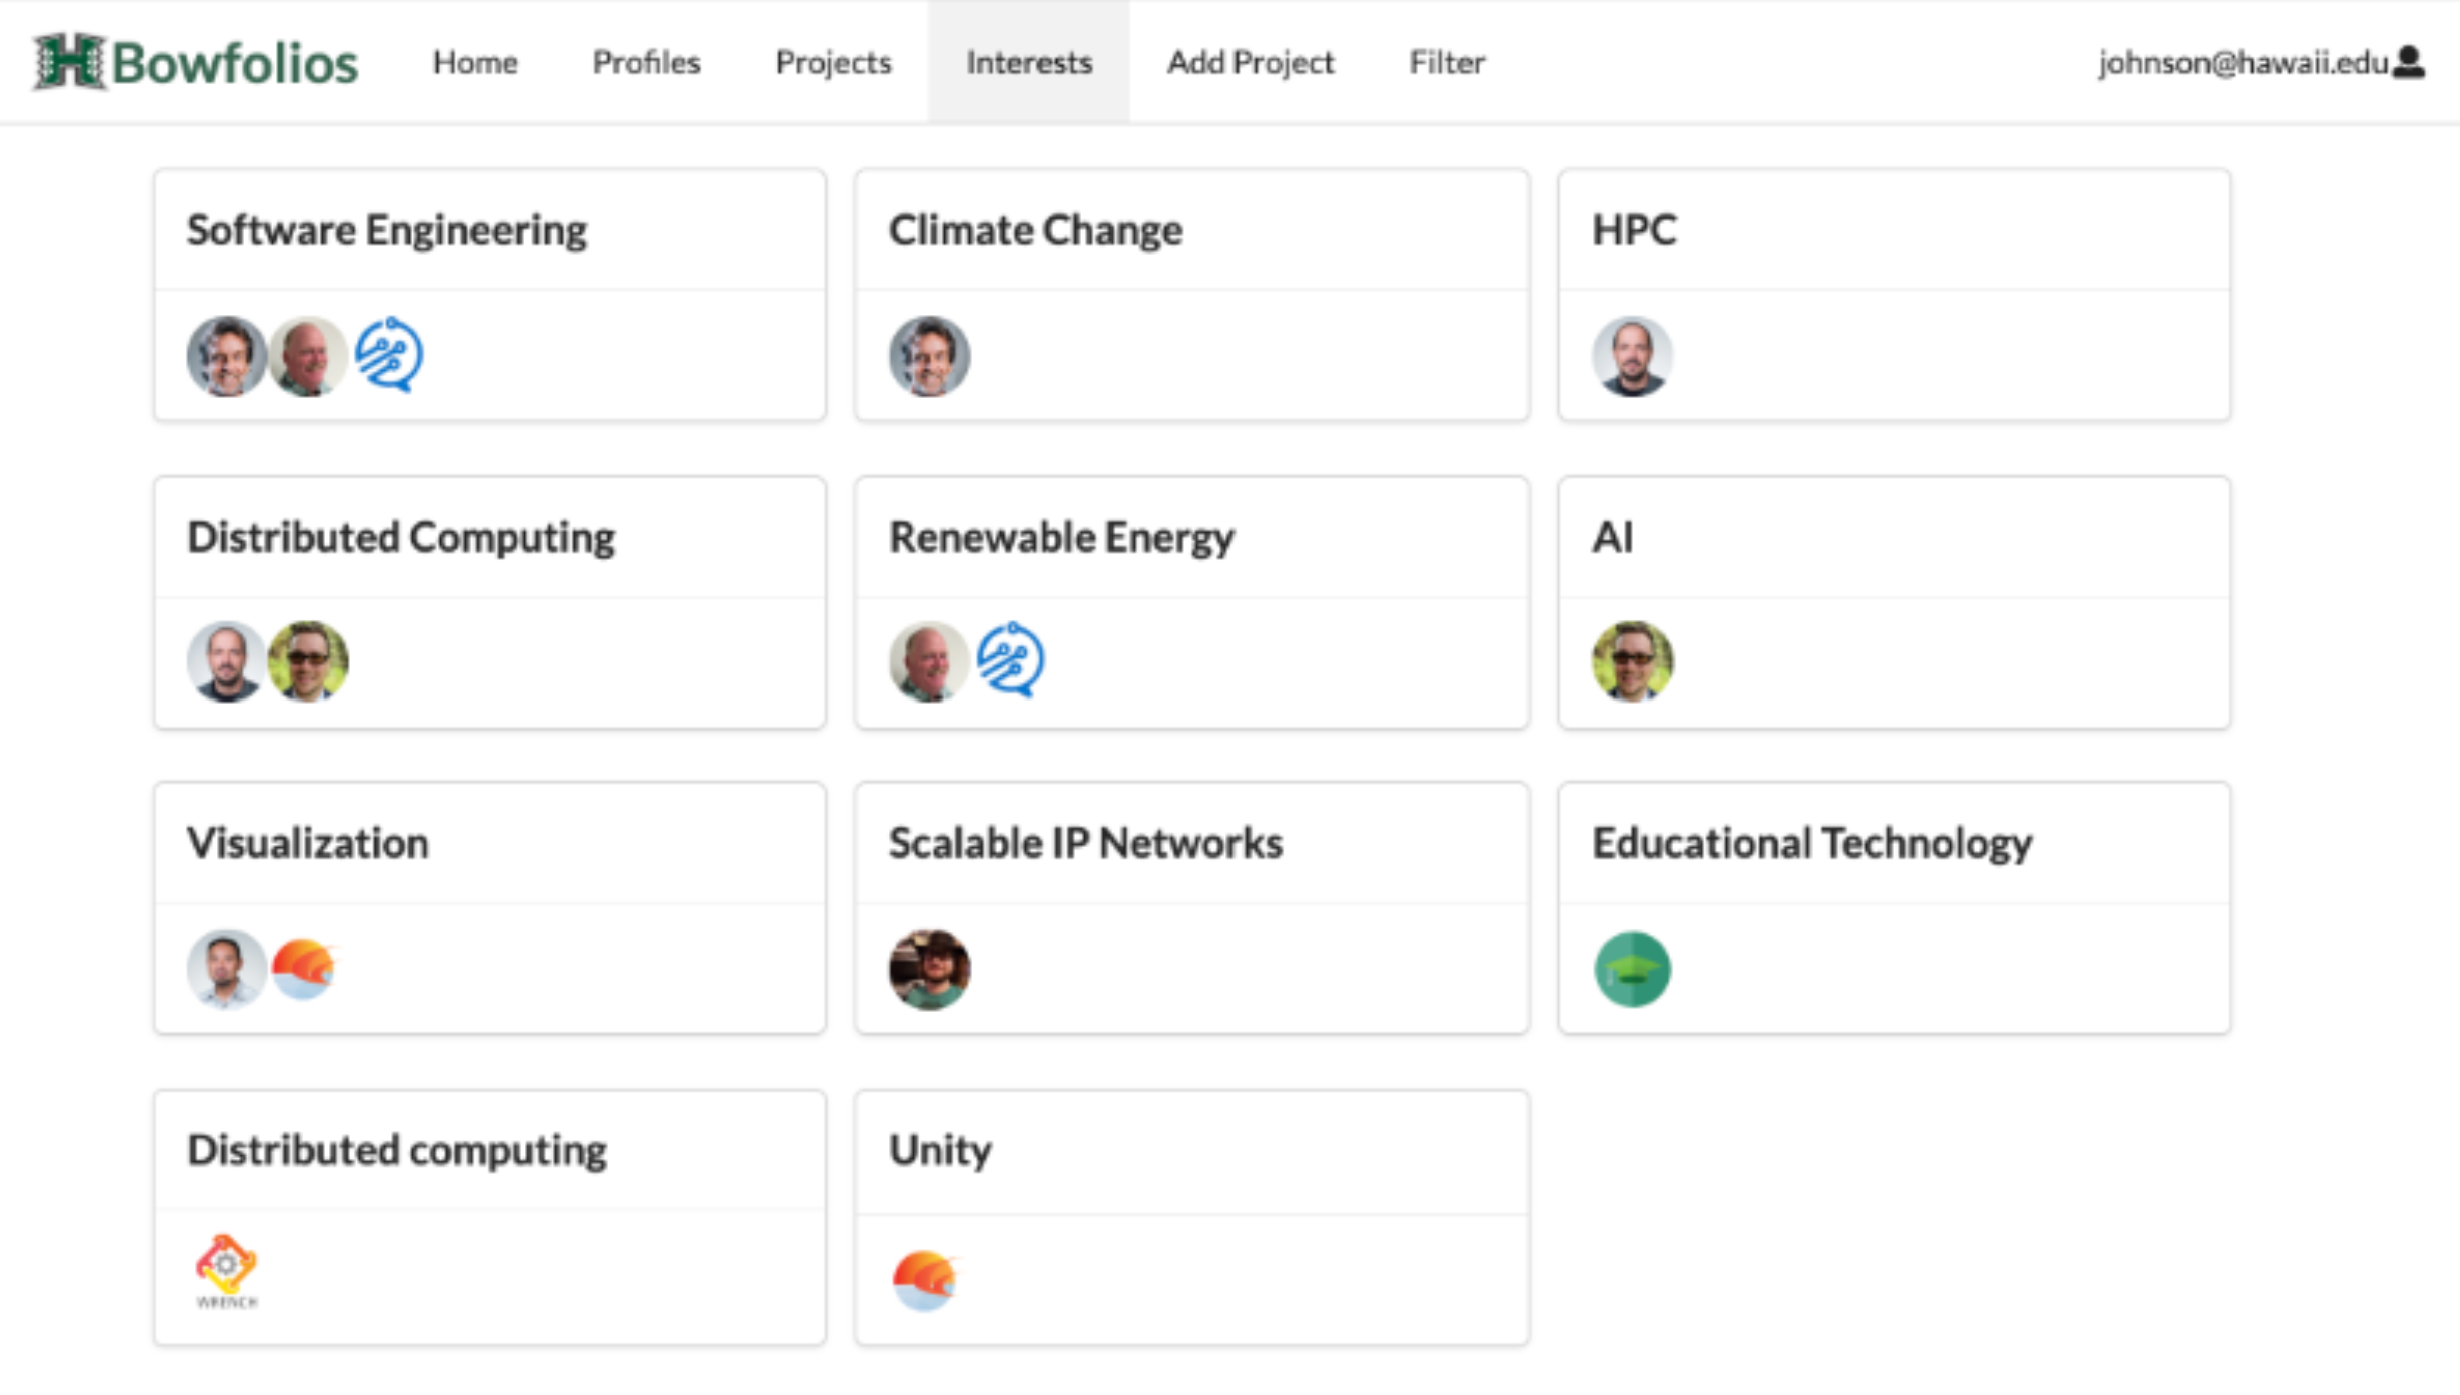 Bowfolios Home Profiles Projects Interests Add Project Filter johnson@hawaii.edu
Software Engineering
Climate Change
HPC
Distributed Computing
Renewable Energy
AI
Visualization
Scalable IP Networks
Educational Technology
Distributed computing
Unity
WRENCH